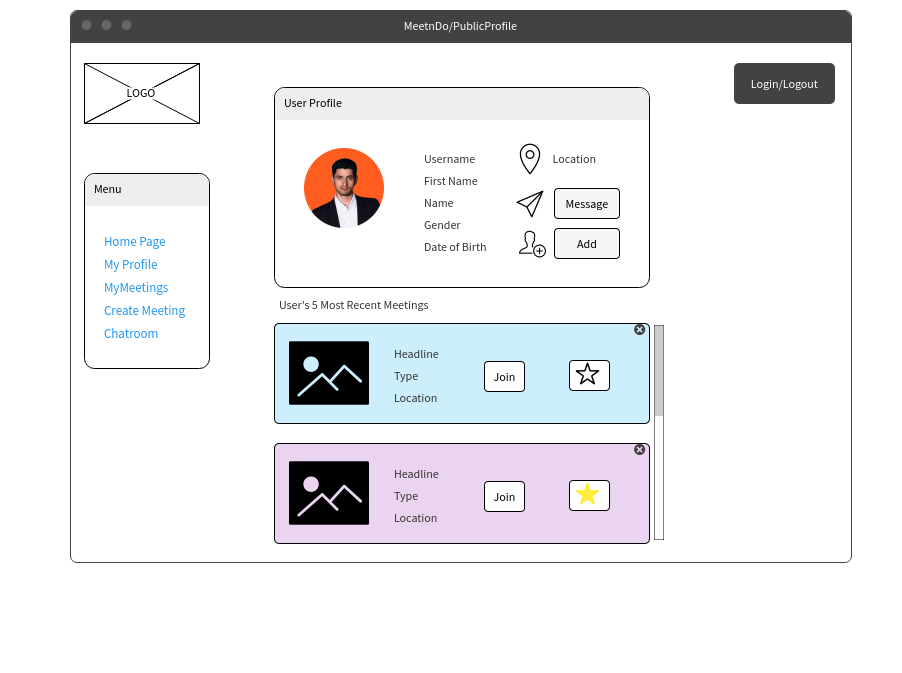 MeetnDo/PublicProfile
LOGO
Login/Logout
Menu
Home Page
My Profile
MyMeetings
Create Meeting
Chatroom
User Profile
Username
First Name
Name
Gender
Date of Birth
Location
Message
Add
User's 5 Most Recent Meetings
Headline
Type
Location
Join
Headline
Type
Location
Join